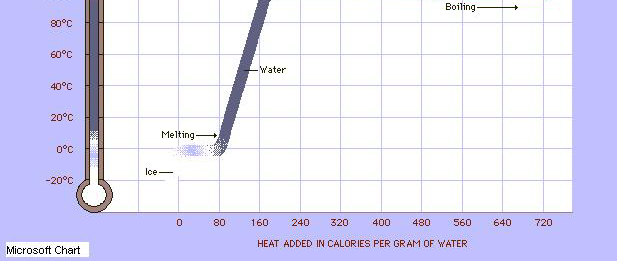 Boiling
80°C
60°C
Water
40°C
20°C
Melting
0°C
Ice
-20°C
0 80 160 240 320 400 480 560 640 720
HEAT ADDED IN CALORIES PER GRAM OF WATER
Microsoft Chart